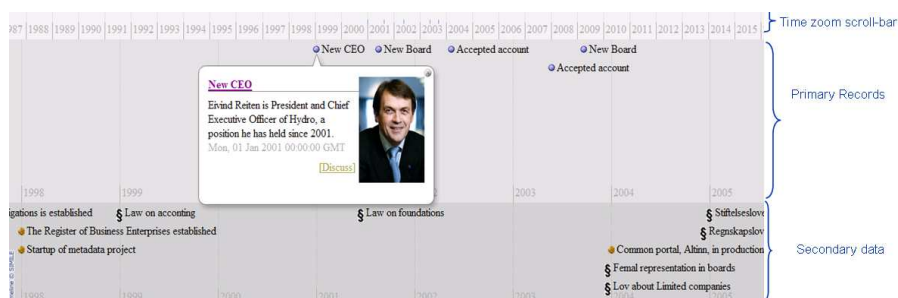 987 1988 1989 1990 1991 1992 1993 1994 1995 1996 1997 1998 1999 2000 2001 2002 2003 2004 2005 2006 2007 2008 2009 2010 2011 2012 2013 2014 2015
Time zoom scroll-bar
New CEO New Board Accepted account New Board
Accepted account
Primary Records
New CEO
Eivind Reiten is President and Chief
Executive Officer of Hydro, a
position he has held since 2001.
Mon, 01 Jan 2001 00:00:00 GMT
[Discuss]
1998 1999 2003 2004 2005
igations is established § Law on acconting § Law on foundations § Stiftelseslove
The Register of Business Enterprises established § Regnskapslov
Startup of metadata project Common portal, Altinn, in production
Secondary data
§ Femal representation in boards
§ Lov about Limited companies
1998 1999 2000 2001 2002 2003 2004 2005
© SIMILE